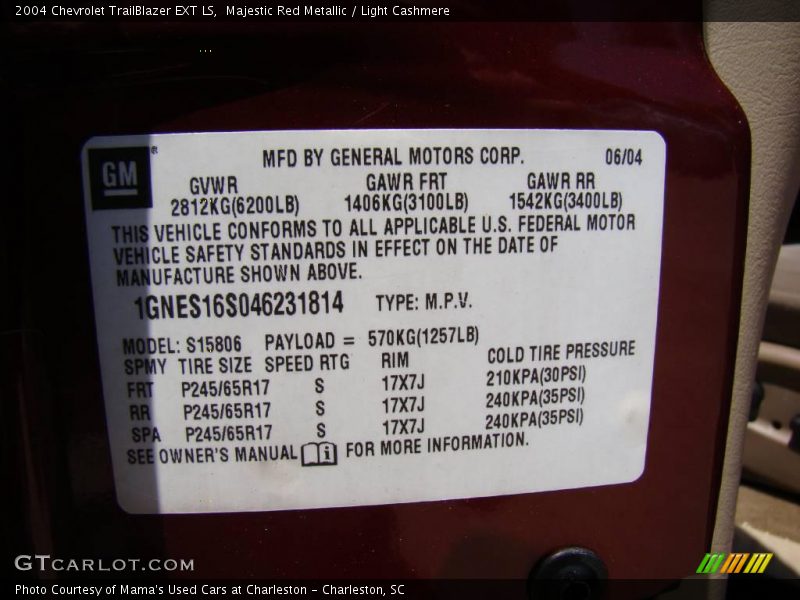 2004 Chevrolet TrailBlazer EXT LS,  Majestic Red Metallic / Light Cashmere
GM ®
MFD BY GENERAL MOTORS CORP. 06/04
GVWR GAWR FRT GAWR RR
2812KG(6200LB) 1406KG(3100LB) 1542KG(3400LB)
THIS VEHICLE CONFORMS TO ALL APPLICABLE U.S. FEDERAL MOTOR
VEHICLE SAFETY STANDARDS IN EFFECT ON THE DATE OF
MANUFACTURE SHOWN ABOVE.
1GNES16S046231814 TYPE: M.P.V.
MODEL: S15806 PAYLOAD = 570KG(1257LB)
SPMY TIRE SIZE SPEED RTG RIM COLD TIRE PRESSURE
FRT P245/65R17 S 17X7J 210KPA(30PSI)
RR P245/65R17 S 17X7J 240KPA(35PSI)
SPA P245/65R17 S 17X7J 240KPA(35PSI)
SEE OWNER'S MANUAL i FOR MORE INFORMATION.
GTCARLOT.COM
Photo Courtesy of Mama's Used Cars at Charleston - Charleston, SC